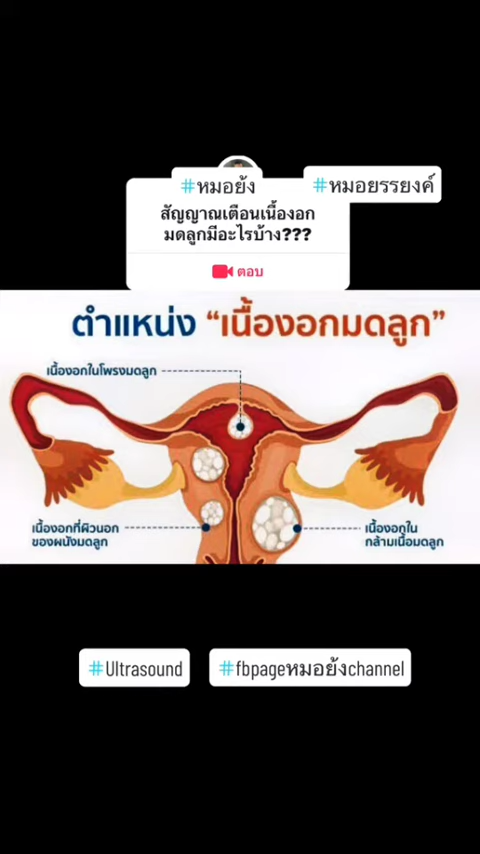 #หมอย้ง
#หมอยรรยงค์
สัญญาณเตือนเนื้องอก
มดลูกมีอะไรบ้าง???
ตอบ
ตำแหน่ง “เนื้องอกมดลูก”
เนื้องอกในโพรงมดลูก
เนื้องอกที่ผิวนอก
ของผนังมดลูก
เนื้องอกใน
กล้ามเนื้อมดลูก
#Ultrasound
#fbpageหมอย้งchannel